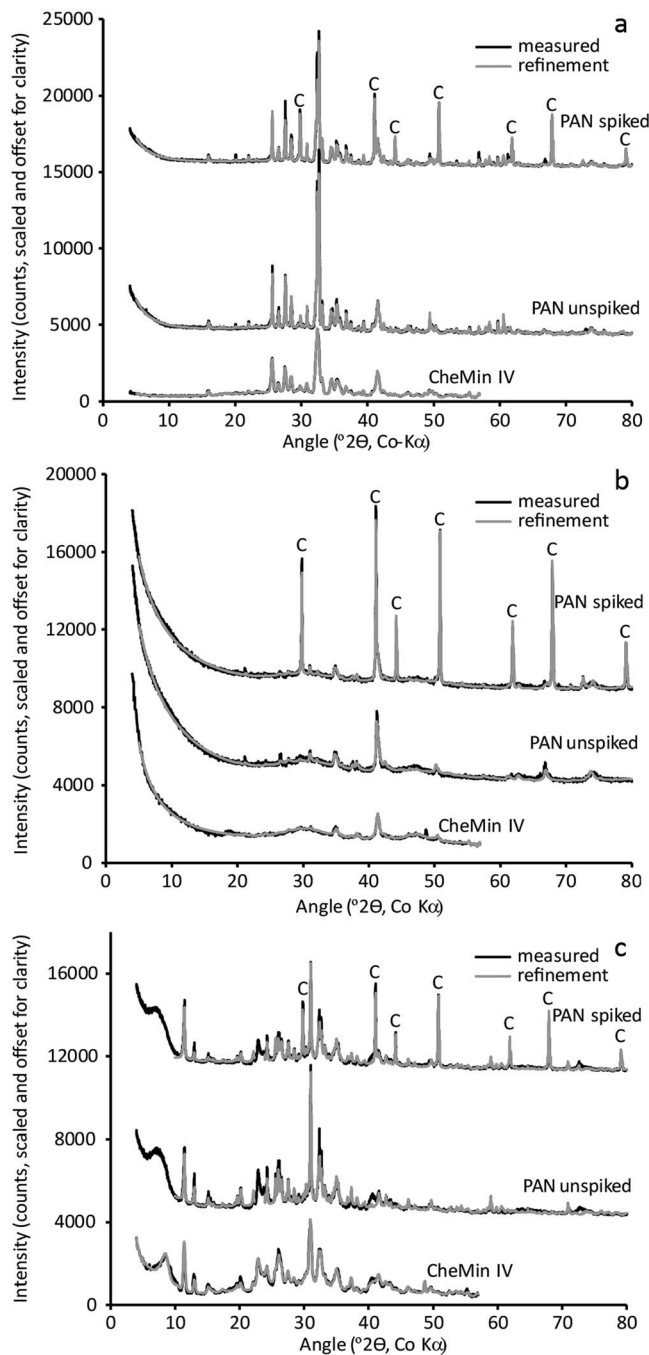 a
25000
20000
15000
10000
5000
0
Intensity (counts, scaled and offset for clarity)
measured
refinement
C C C C C C C
PAN spiked
PAN unspiked
CheMin IV
0 10 20 30 40 50 60 70 80
Angle (º2Θ, Co-Kα)
b
20000
16000
12000
8000
4000
0
Intensity (counts, scaled and offset for clarity)
measured
refinement
C C C C C C C
PAN spiked
PAN unspiked
CheMin IV
0 10 20 30 40 50 60 70 80
Angle (º2Θ, Co Kα)
c
16000
12000
8000
4000
0
Intensity (counts, scaled and offset for clarity)
measured
refinement
C C C C C C C
PAN spiked
PAN unspiked
CheMin IV
0 10 20 30 40 50 60 70 80
Angle (º2Θ, Co Kα)